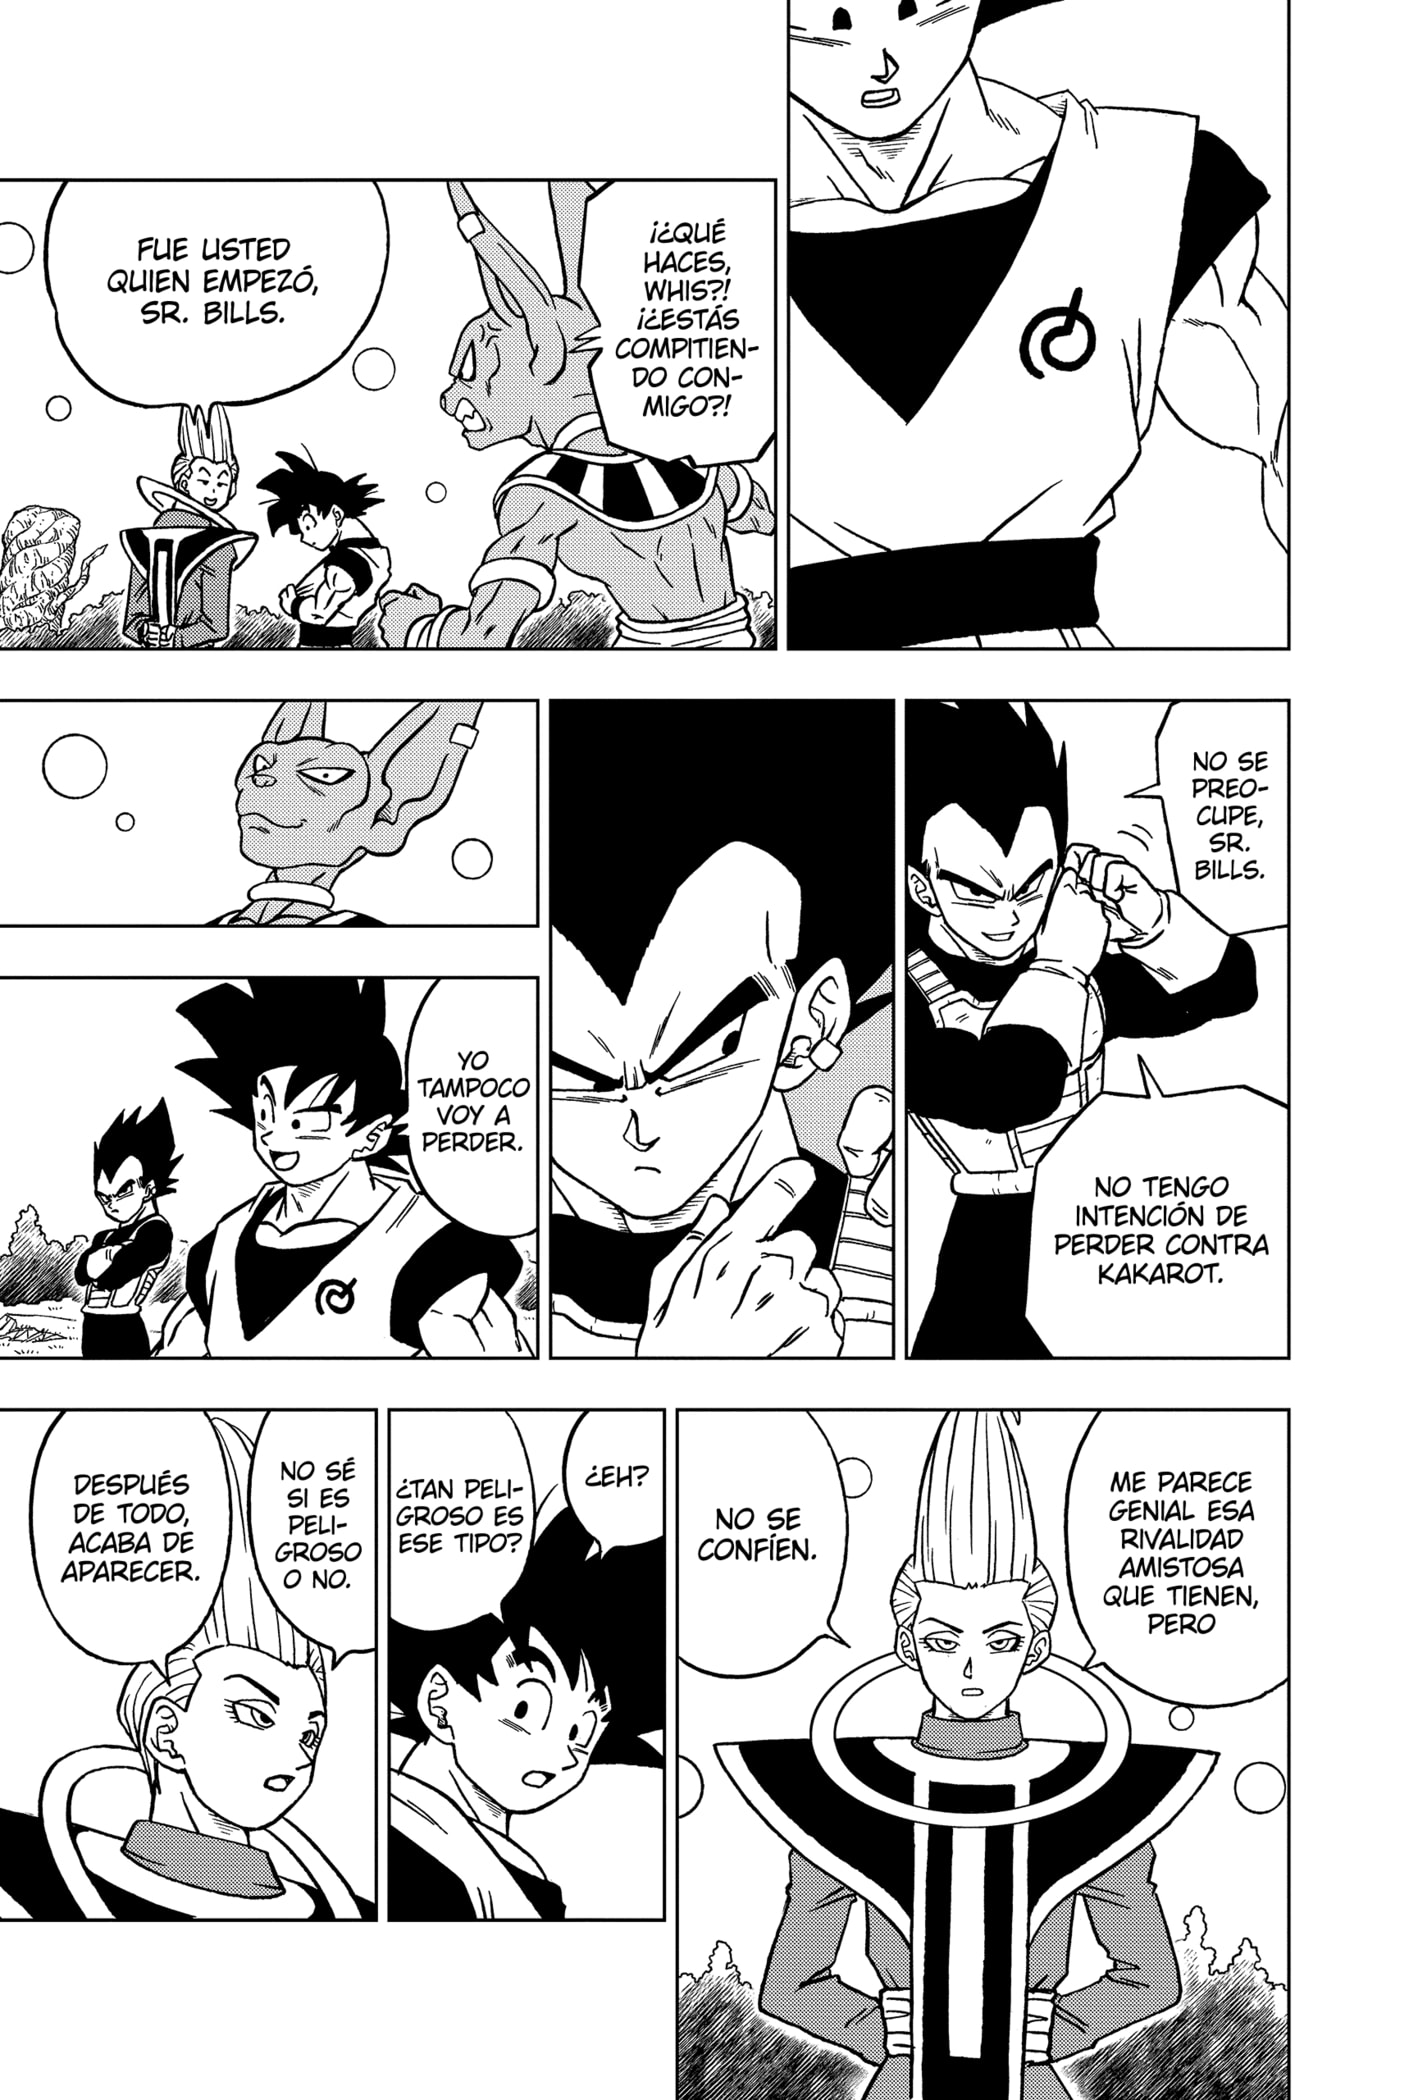 ¡¿QUÉ
HACES,
WHIS?!
¡¿ESTÁS
COMPITIEN-
DO CON-
MIGO?!
FUE USTED
QUIEN EMPEZÓ,
SR. BILLS.
NO SE
PREO-
CUPE,
SR.
BILLS.
NO TENGO
INTENCIÓN DE
PERDER CONTRA
KAKAROT.
YO
TAMPOCO
VOY A
PERDER.
ME PARECE
GENIAL ESA
RIVALIDAD
AMISTOSA
QUE TIENEN,
PERO
NO SE
CONFÍEN.
¿EH?
¿TAN PELI-
GROSO ES
ESE TIPO?
NO SÉ
SI ES
PELI-
GROSO
O NO.
DESPUÉS
DE TODO,
ACABA DE
APARECER.